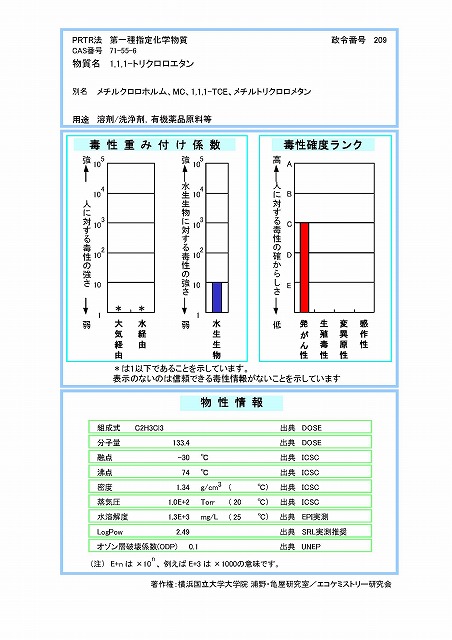 PRTR法　第一種指定化学物質　政令番号　209
CAS番号　71-55-6
物質名　1,1,1-トリクロロエタン
別名　メチルクロロホルム、MC、1,1,1-TCE、メチルトリクロロメタン
用途　溶剤/洗浄剤，有機薬品原料等
毒性重み付け係数
強
人に対する毒性の強さ
弱
10^5
10^4
10^3
10^2
10
1
* *
大気経由
水経由
強
水生生物に対する毒性の強さ
弱
10^5
10^4
10^3
10^2
10
1
水生生物
毒性確度ランク
高
人に対する毒性の確からしさ
低
A
B
C
D
E
発がん性
生殖毒性
変異原性
感作性
＊は1以下であることを示しています。
表示のないのは信頼できる毒性情報がないことを示しています
物性情報
組成式　C2H3Cl3　出典　DOSE
分子量　133.4　出典　DOSE
融点　-30　℃　出典　ICSC
沸点　74　℃　出典　ICSC
密度　1.34　g/cm^3　(　℃)　出典　ICSC
蒸気圧　1.0E+2　Torr　(20　℃)　出典　ICSC
水溶解度　1.3E+3　mg/L　(25　℃)　出典　EPI実測
LogPow　2.49　出典　SRL実測推奨
オゾン層破壊係数(ODP)　0.1　出典　UNEP
（注） E+n は ×10^n 、例えば E+3 は ×1000の意味です。
著作権：横浜国立大学大学院 浦野・亀屋研究室／エコケミストリー研究会